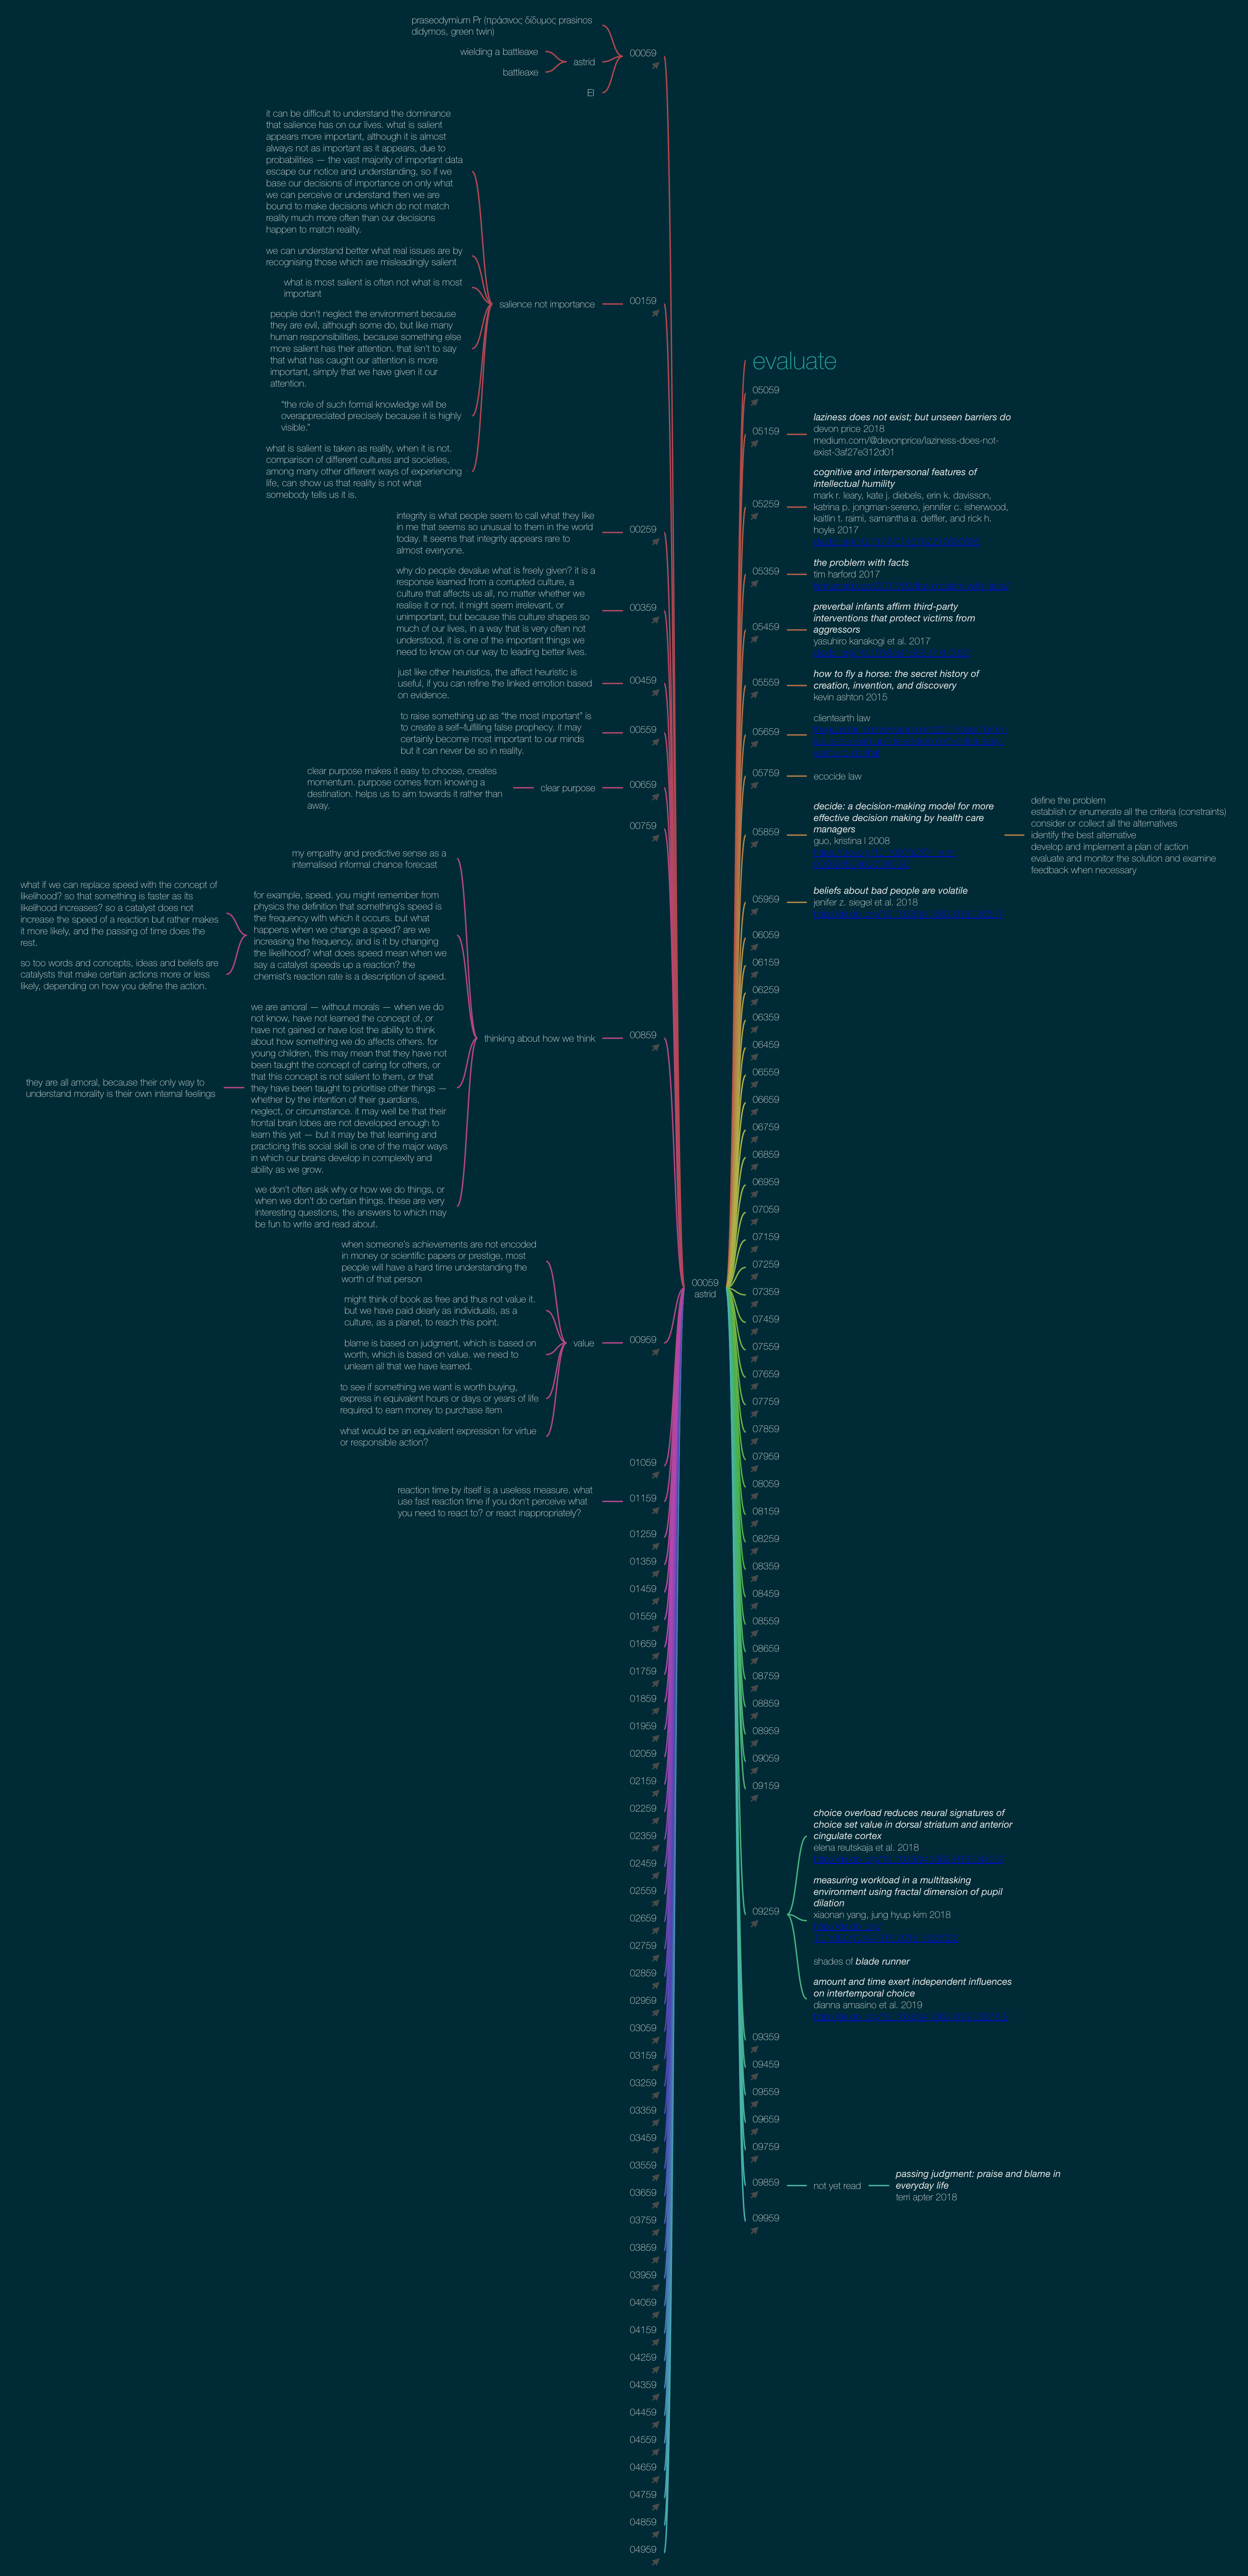 praseodymium Pr (πράσινος δίδυμος prasinos
didymos, green twin)
wielding a battleaxe
battleaxe
astrid
EI
00059
it can be difficult to understand the dominance
that salience has on our lives. what is salient
appears more important, although it is almost
always not as important as it appears, due to
probabilities — the vast majority of important data
escape our notice and understanding, so if we
base our decisions of importance on only what
we can perceive or understand then we are
bound to make decisions which do not match
reality much more often than our decisions
happen to match reality.
we can understand better what real issues are by
recognising those which are misleadingly salient
what is most salient is often not what is most
important
people don't neglect the environment because
they are evil, although some do, but like many
human responsibilities, because something else
more salient has their attention. that isn't to say
that what has caught our attention is more
important, simply that we have given it our
attention.
“the role of such formal knowledge will be
overappreciated precisely because it is highly
visible.”
what is salient is taken as reality, when it is not.
comparison of different cultures and societies,
among many other different ways of experiencing
life, can show us that reality is not what
somebody tells us it is.
salience not importance
00159
integrity is what people seem to call what they like
in me that seems so unusual to them in the world
today. It seems that integrity appears rare to
almost everyone.
00259
why do people devalue what is freely given? it is a
response learned from a corrupted culture, a
culture that affects us all, no matter whether we
realise it or not. it might seem irrelevant, or
unimportant, but because this culture shapes so
much of our lives, in a way that is very often not
understood, it is one of the important things we
need to know on our way to leading better lives.
00359
just like other heuristics, the affect heuristic is
useful, if you can refine the linked emotion based
on evidence.
00459
to raise something up as “the most important” is
to create a self–fulfilling false prophecy. it may
certainly become most important to our minds
but it can never be so in reality.
00559
clear purpose makes it easy to choose, creates
momentum. purpose comes from knowing a
destination. helps us to aim towards it rather than
away.
clear purpose
00659
00759
my empathy and predictive sense as a
internalised informal chance forecast
what if we can replace speed with the concept of
likelihood? so that something is faster as its
likelihood increases? so a catalyst does not
increase the speed of a reaction but rather makes
it more likely, and the passing of time does the
rest.
so too words and concepts, ideas and beliefs are
catalysts that make certain actions more or less
likely, depending on how you define the action.
for example, speed. you might remember from
physics the definition that something's speed is
the frequency with which it occurs. but what
happens when we change a speed? are we
increasing the frequency, and is it by changing
the likelihood? what does speed mean when we
say a catalyst speeds up a reaction? the
chemist's reaction rate is a description of speed.
they are all amoral, because their only way to
understand morality is their own internal feelings
we are amoral — without morals — when we do
not know, have not learned the concept of, or
have not gained or have lost the ability to think
about how something we do affects others. for
young children, this may mean that they have not
been taught the concept of caring for others, or
that this concept is not salient to them, or that
they have been taught to prioritise other things —
whether by the intention of their guardians,
neglect, or circumstance. it may well be that their
frontal brain lobes are not developed enough to
learn this yet — but it may be that learning and
practicing this social skill is one of the major ways
in which our brains develop in complexity and
ability as we grow.
we don't often ask why or how we do things, or
when we don't do certain things. these are very
interesting questions, the answers to which may
be fun to write and read about.
thinking about how we think
00859
when someone's achievements are not encoded
in money or scientific papers or prestige, most
people will have a hard time understanding the
worth of that person
might think of book as free and thus not value it.
but we have paid dearly as individuals, as a
culture, as a planet, to reach this point.
blame is based on judgment, which is based on
worth, which is based on value. we need to
unlearn all that we have learned.
to see if something we want is worth buying,
express in equivalent hours or days or years of life
required to earn money to purchase item
what would be an equivalent expression for virtue
or responsible action?
value
00959
01059
reaction time by itself is a useless measure. what
use fast reaction time if you don't perceive what
you need to react to? or react inappropriately?
01159
01259
01359
01459
01559
01659
01759
01859
01959
02059
02159
02259
02359
02459
02559
02659
02759
02859
02959
03059
03159
03259
03359
03459
03559
03659
03759
03859
03959
04059
04159
04259
04359
04459
04559
04659
04759
04859
04959
00059
astrid
evaluate
05059
05159
laziness does not exist; but unseen barriers do
devon price 2018
medium.com/@devonprice/laziness-does-not-
exist-3af27e312d01
05259
cognitive and interpersonal features of
intellectual humility
mark r. leary, kate j. diebels, erin k. davisson,
katrina p. jongman-sereno, jennifer c. isherwood,
kaitlin t. raimi, samantha a. deffler, and rick h.
hoyle 2017
05359
the problem with facts
tim harford 2017
05459
preverbal infants affirm third-party
interventions that protect victims from
aggressors
yasuhiro kanakogi et al. 2017
05559
how to fly a horse: the secret history of
creation, invention, and discovery
kevin ashton 2015
05659
clientearth law
05759
ecocide law
05859
decide: a decision-making model for more
effective decision making by health care
managers
guo, kristina l 2008
define the problem
establish or enumerate all the criteria (constraints)
consider or collect all the alternatives
identify the best alternative
develop and implement a plan of action
evaluate and monitor the solution and examine
feedback when necessary
05959
beliefs about bad people are volatile
jenifer z. siegel et al. 2018
06059
06159
06259
06359
06459
06559
06659
06759
06859
06959
07059
07159
07259
07359
07459
07559
07659
07759
07859
07959
08059
08159
08259
08359
08459
08559
08659
08759
08859
08959
09059
09159
09259
choice overload reduces neural signatures of
choice set value in dorsal striatum and anterior
cingulate cortex
elena reutskaja et al. 2018
measuring workload in a multitasking
environment using fractal dimension of pupil
dilation
xiaonan yang, jung hyup kim 2018
shades of blade runner
amount and time exert independent influences
on intertemporal choice
dianna amasino et al. 2019
09359
09459
09559
09659
09759
09859
not yet read
passing judgment: praise and blame in
everyday life
terri apter 2018
09959